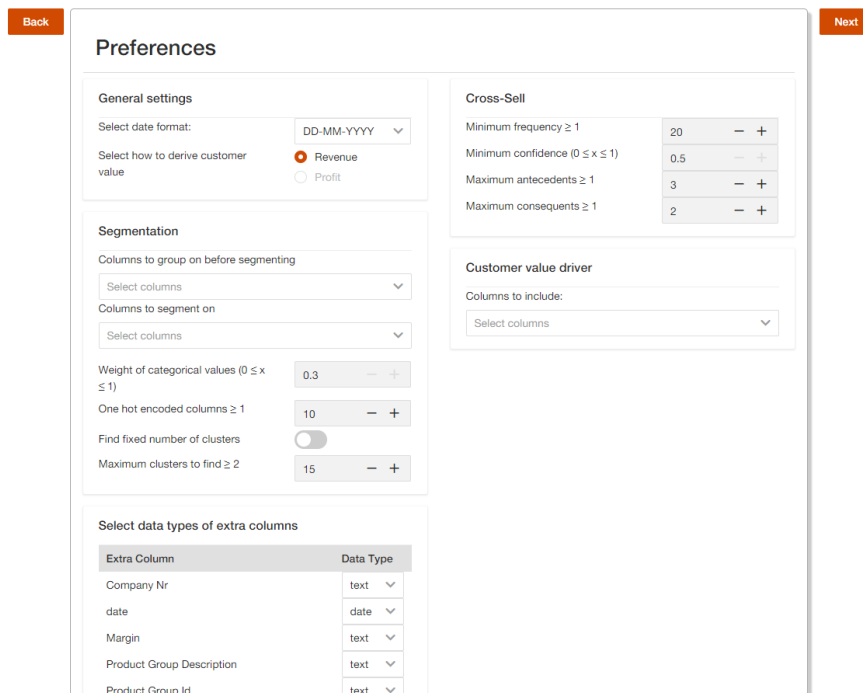 Back
Next
Preferences
General settings
Select date format:
DD-MM-YYYY
Select how to derive customer
value
Revenue
Profit
Segmentation
Columns to group on before segmenting
Select columns
Columns to segment on
Select columns
Weight of categorical values (0 ≤ x
≤ 1)
0.3
One hot encoded columns ≥ 1
10
Find fixed number of clusters
Maximum clusters to find ≥ 2
15
Select data types of extra columns
Extra Column Data Type
Company Nr text
date date
Margin text
Product Group Description text
Product Group Id text
Cross-Sell
Minimum frequency ≥ 1
20
Minimum confidence (0 ≤ x ≤ 1)
0.5
Maximum antecedents ≥ 1
3
Maximum consequents ≥ 1
2
Customer value driver
Columns to include:
Select columns